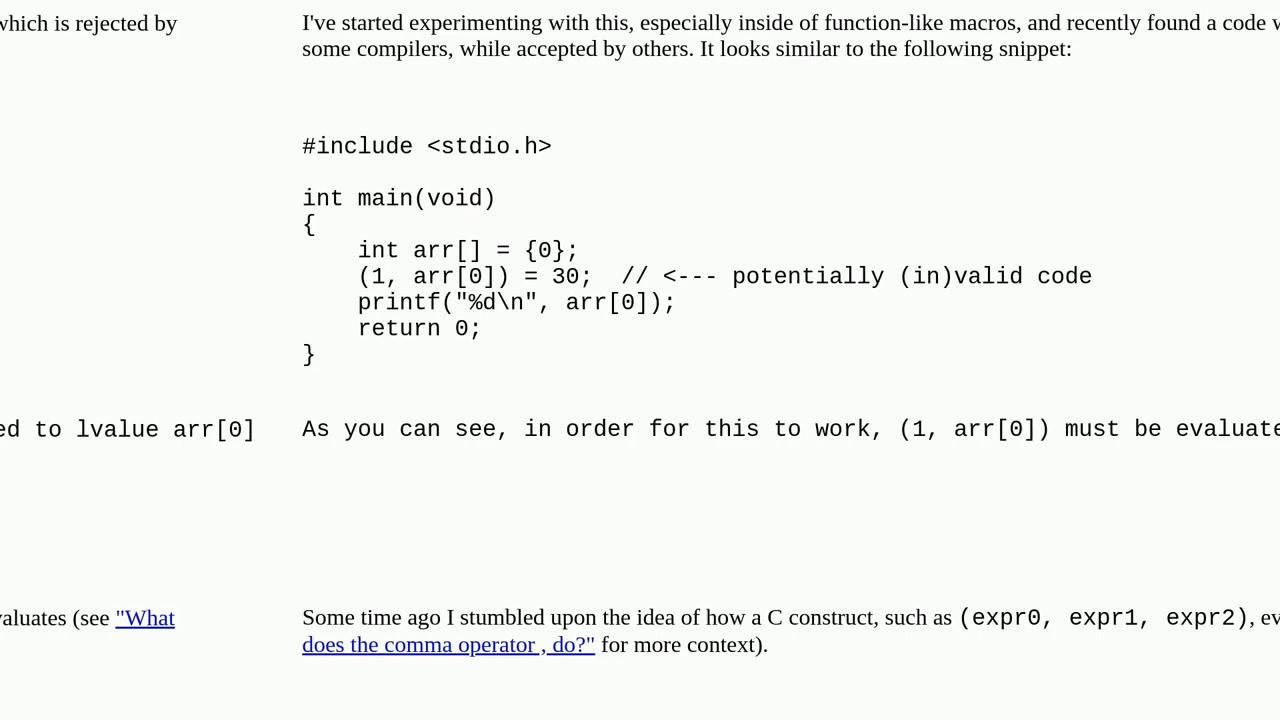 which is rejected by
I've started experimenting with this, especially inside of function-like macros, and recently found a code w
some compilers, while accepted by others. It looks similar to the following snippet:
#include <stdio.h>
int main(void)
{
    int arr[] = {0};
    (1, arr[0]) = 30;  // <--- potentially (in)valid code
    printf("%d\n", arr[0]);
    return 0;
}
ed to lvalue arr[0]
As you can see, in order for this to work, (1, arr[0]) must be evaluate
valuates (see "What
Some time ago I stumbled upon the idea of how a C construct, such as (expr0, expr1, expr2), ev
does the comma operator , do?" for more context).